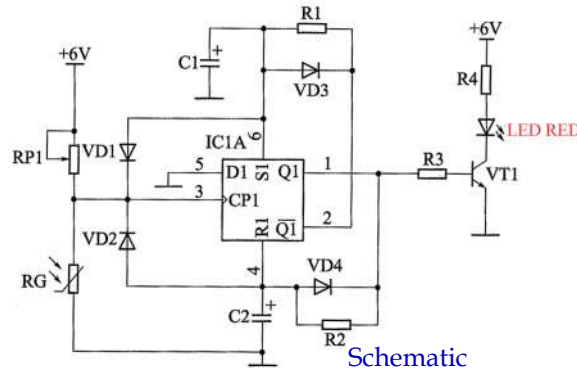 +6V
R1
+6V
C1
+
VD3
R4
LED RED
RP1
VD1
IC1A
6
5
D1
S1
Q1
1
R3
VT1
3
CP1
VD2
R1
Q1
2
4
RG
VD4
C2
+
R2
Schematic